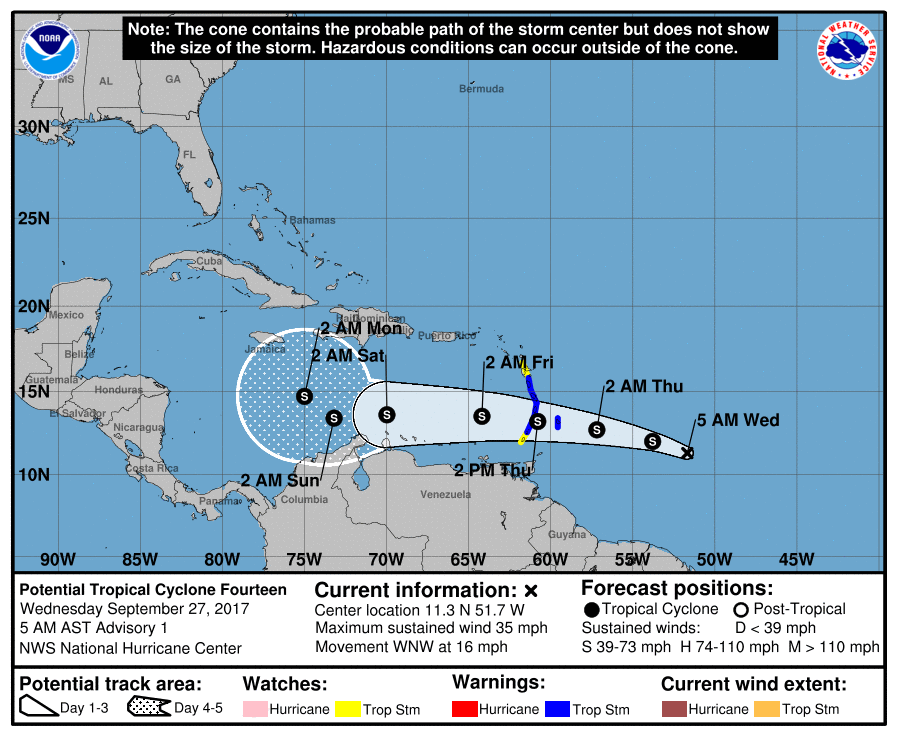 Note: The cone contains the probable path of the storm center but does not show
the size of the storm. Hazardous conditions can occur outside of the cone.
NOAA
NATIONAL WEATHER SERVICE
MS AL GA
Bermuda
30N
FL
25N
Bahamas
Cuba
20N
Mexico
2 AM Mon
Puerto Rico
Jamaica
Belize
2 AM Sat
2 AM Fri
Guatemala
Honduras
15N
2 AM Thu
El Salvador
S S S S S S S
5 AM Wed
Nicaragua
Costa Rica
10N
2 AM Sun
2 PM Thu
Panama
Colombia
Venezuela
Guyana
90W 85W 80W 75W 70W 65W 60W 55W 50W 45W
Potential Tropical Cyclone Fourteen
Wednesday September 27, 2017
5 AM AST Advisory 1
NWS National Hurricane Center
Current information: ×
Center location 11.3 N 51.7 W
Maximum sustained wind 35 mph
Movement WNW at 16 mph
Forecast positions:
Tropical Cyclone Post-Tropical
Sustained winds: D < 39 mph
S 39-73 mph H 74-110 mph M > 110 mph
Potential track area:
Day 1-3 Day 4-5
Watches:
Hurricane Trop Stm
Warnings:
Hurricane Trop Stm
Current wind extent:
Hurricane Trop Stm